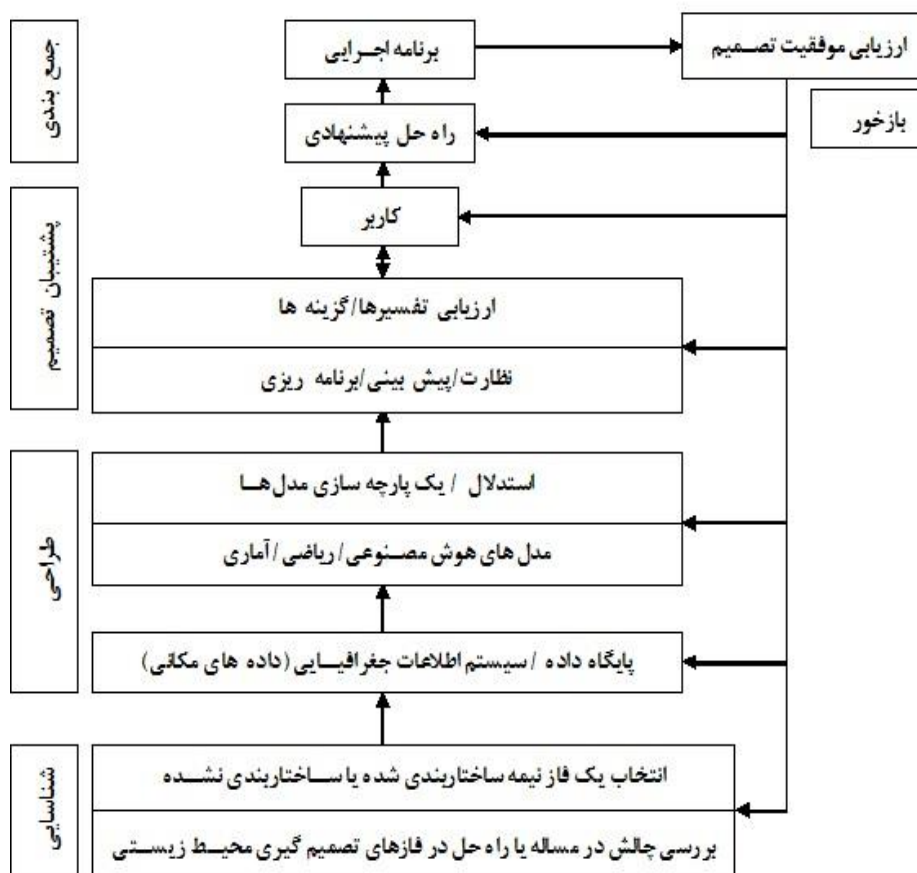 ارزیابی موفقیت تصمیم
برنامه اجرایی
جمع بندی
بازخور
راه حل پیشنهادی
کاربر
پشتیبان تصمیم
ارزیابی تفسیرها/گزینه ها
نظارت/پیش بینی/برنامه ریزی
استدلال / یک پارچه سازی مدل‌ها
طراحی
مدل های هوش مصنوعی/ریاضی/آماری
پایگاه داده / سیستم اطلاعات جغرافیایی (داده های مکانی)
انتخاب یک فاز نیمه ساختاربندی شده یا ساختاربندی نشده
شناسایی
بررسی چالش در مساله یا راه حل در فازهای تصمیم گیری محیط زیستی